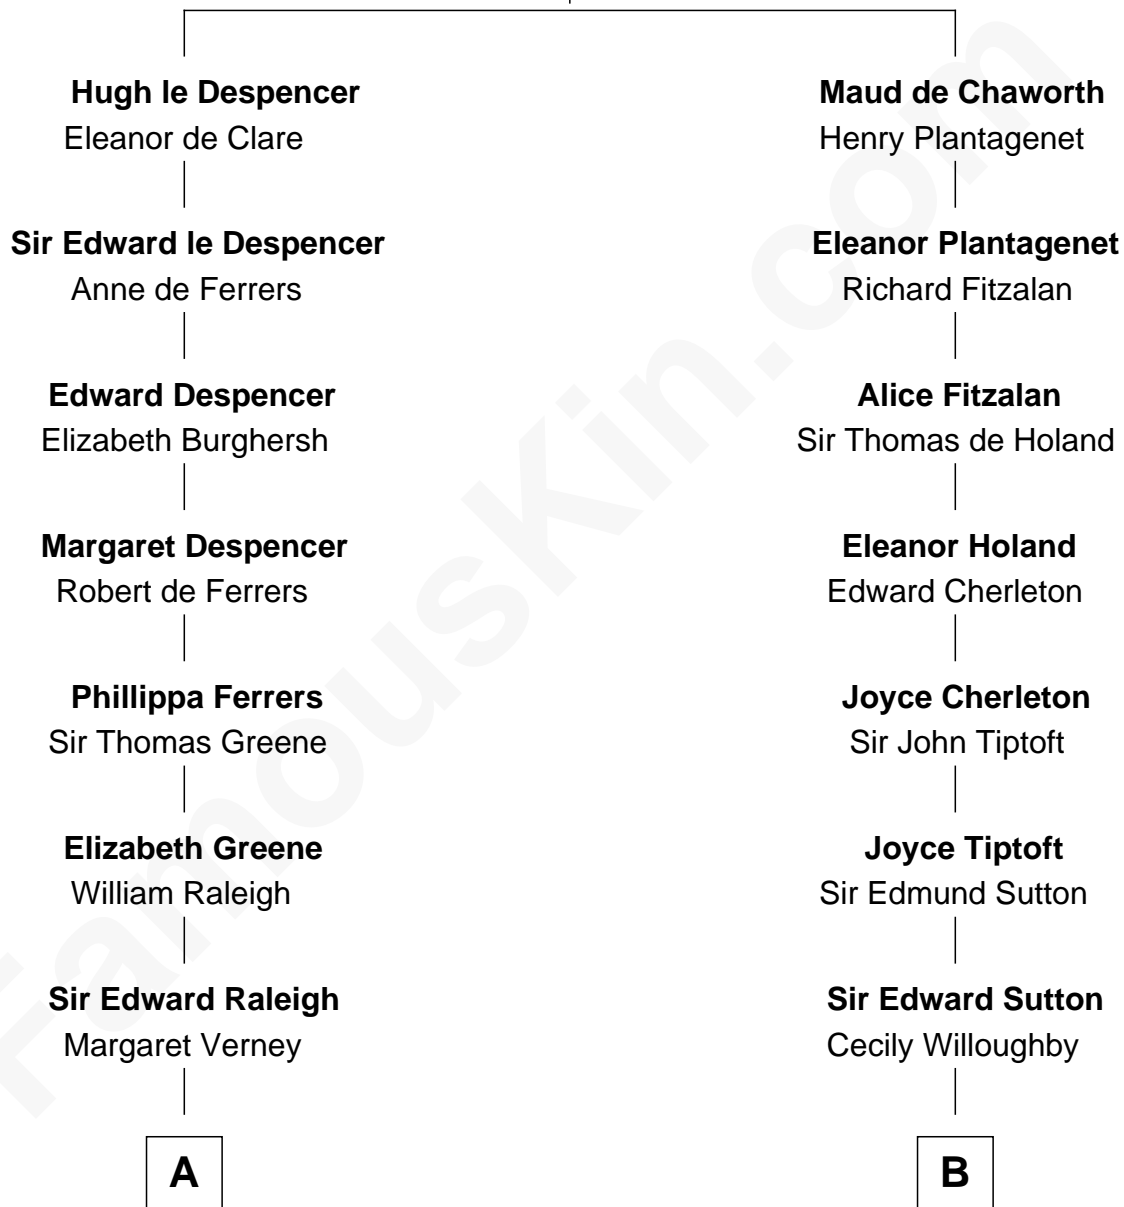 Hugh le Despencer
Eleanor de Clare
Sir Edward le Despencer
Anne de Ferrers
Edward Despencer
Elizabeth Burghersh
Margaret Despencer
Robert de Ferrers
Phillippa Ferrers
Sir Thomas Greene
Elizabeth Greene
William Raleigh
Sir Edward Raleigh
Margaret Verney
A
Maud de Chaworth
Henry Plantagenet
Eleanor Plantagenet
Richard Fitzalan
Alice Fitzalan
Sir Thomas de Holand
Eleanor Holand
Edward Cherleton
Joyce Cherleton
Sir John Tiptoft
Joyce Tiptoft
Sir Edmund Sutton
Sir Edward Sutton
Cecily Willoughby
B
FamousKin.com